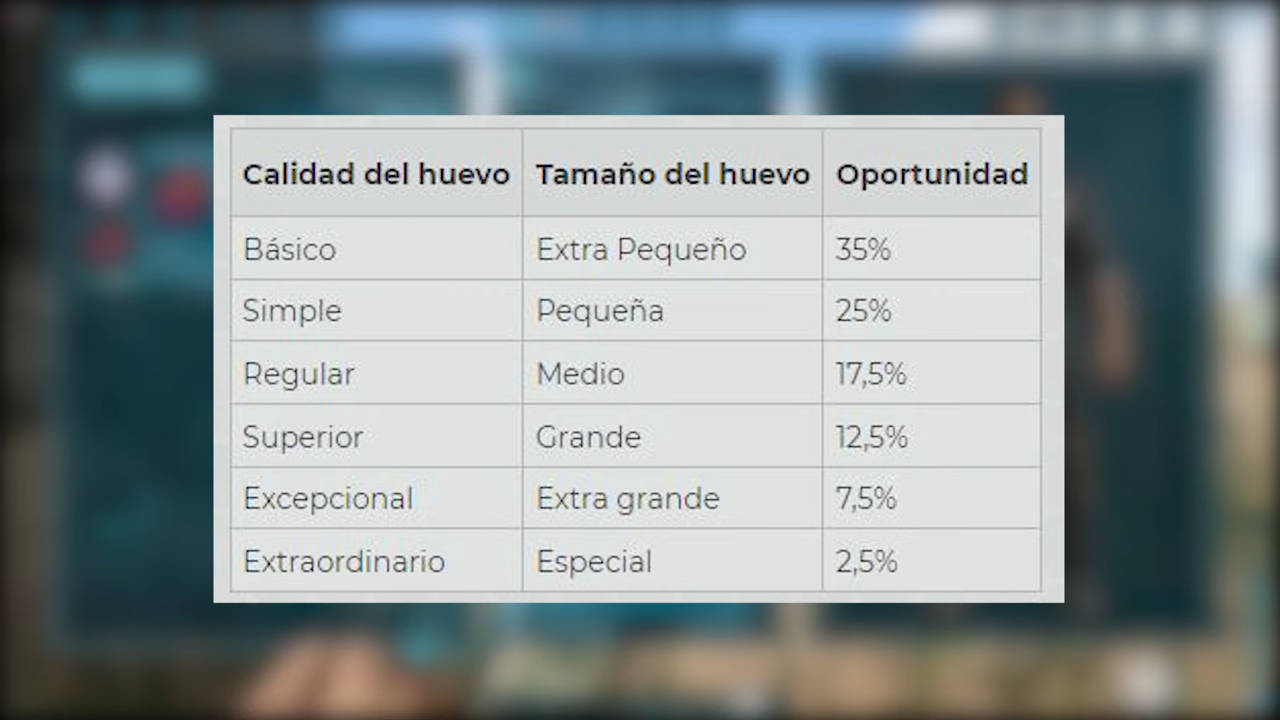 Calidad del huevo Tamaño del huevo Oportunidad
Básico Extra Pequeño 35%
Simple Pequeña 25%
Regular Medio 17,5%
Superior Grande 12,5%
Excepcional Extra grande 7,5%
Extraordinario Especial 2,5%